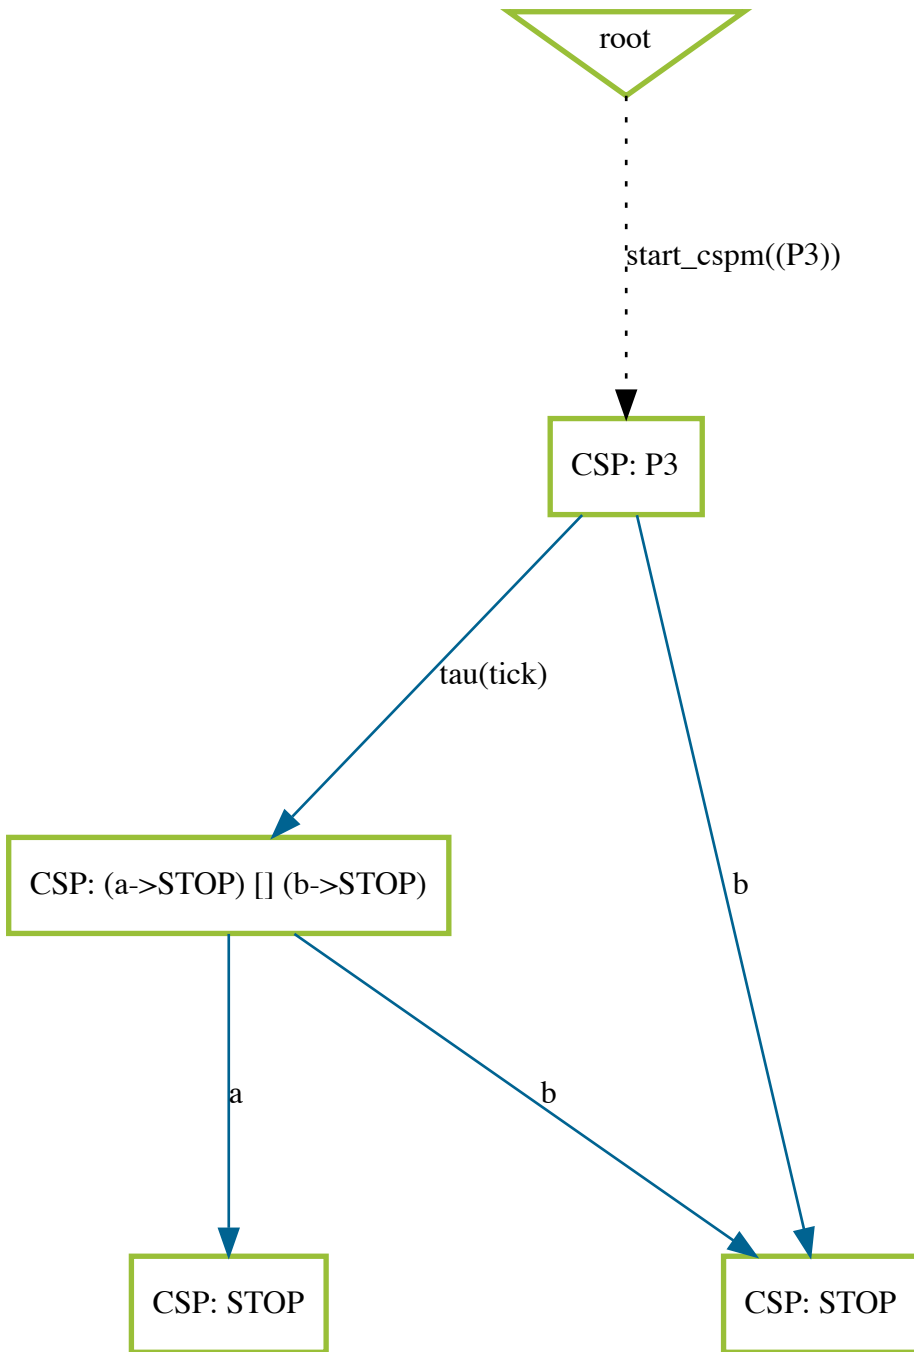 root
start_cspm((P3))
CSP: P3
tau(tick)
CSP: (a->STOP) [] (b->STOP)
b
a
b
CSP: STOP
CSP: STOP